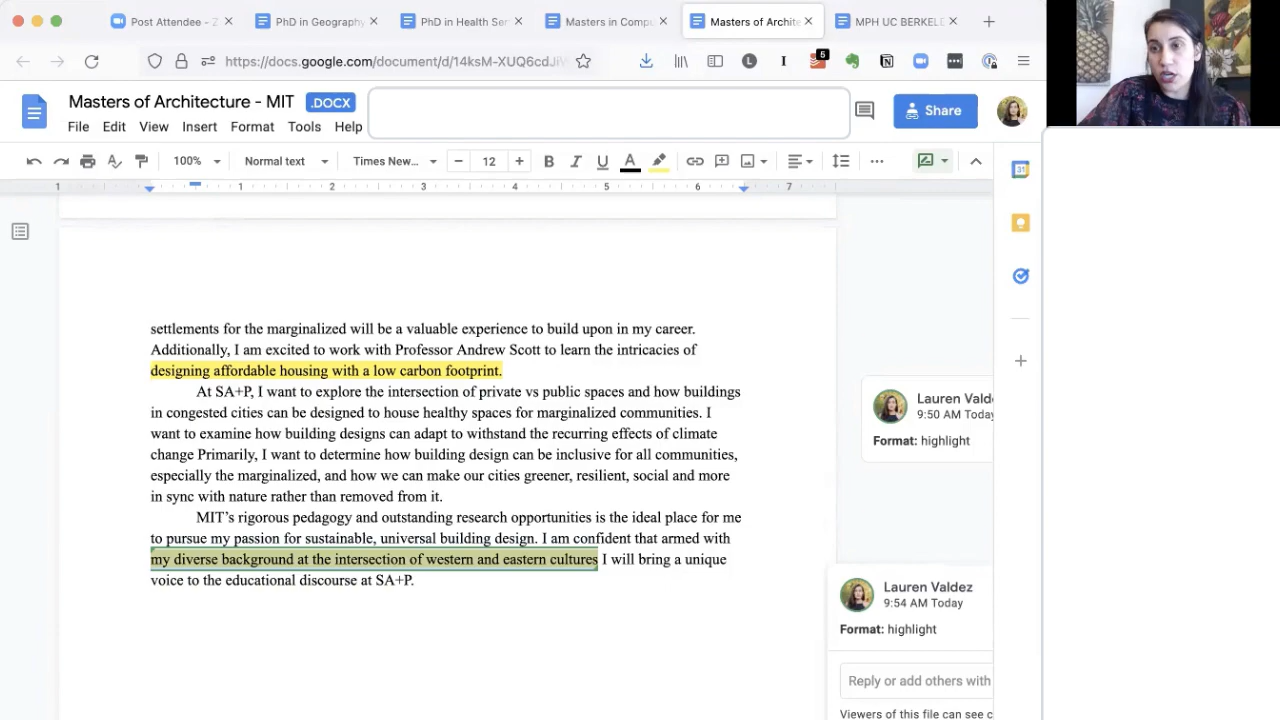 Post Attendee - Z
PhD in Geography
PhD in Health Ser
Masters in Compu
Masters of Archite
MPH UC BERKELE
https://docs.google.com/document/d/14ksM-XUQ6cdJiW
L
I
6
Masters of Architecture - MIT
.DOCX
Share
File Edit View Insert Format Tools Help
100%
Normal text
Times New...
12
B
I
U
A
1 1 2 3 4 5 6 7
31
settlements for the marginalized will be a valuable experience to build upon in my career.
Additionally, I am excited to work with Professor Andrew Scott to learn the intricacies of
designing affordable housing with a low carbon footprint.
At SA+P, I want to explore the intersection of private vs public spaces and how buildings
in congested cities can be designed to house healthy spaces for marginalized communities. I
want to examine how building designs can adapt to withstand the recurring effects of climate
change Primarily, I want to determine how building design can be inclusive for all communities,
especially the marginalized, and how we can make our cities greener, resilient, social and more
in sync with nature rather than removed from it.
MIT's rigorous pedagogy and outstanding research opportunities is the ideal place for me
to pursue my passion for sustainable, universal building design. I am confident that armed with
my diverse background at the intersection of western and eastern cultures I will bring a unique
voice to the educational discourse at SA+P.
Lauren Valde
9:50 AM Today
Format: highlight
Lauren Valdez
9:54 AM Today
Format: highlight
Reply or add others with
Viewers of this file can see c